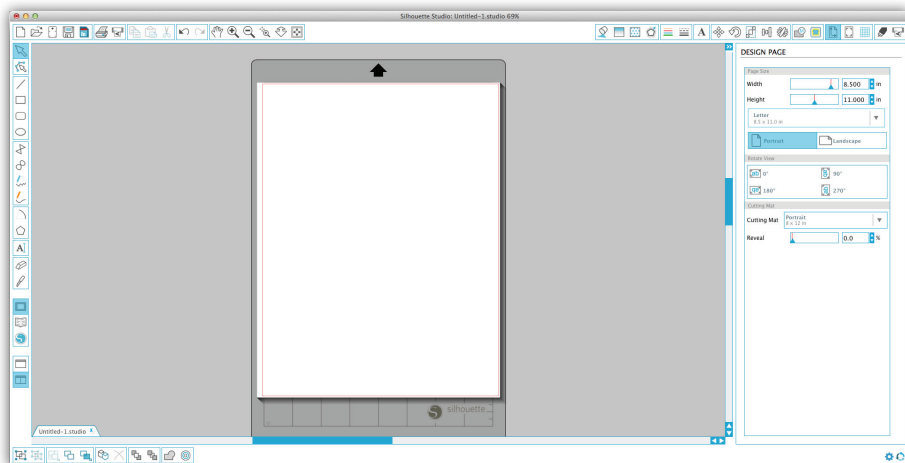 Silhouette Studio: Untitled-1.studio 69%
A
DESIGN PAGE
Page Size
Width 8.500 in
Height 11.000 in
Letter
8.5 x 11.0 in
Portrait Landscape
Rotate View
ab 0° 90°
180° 270°
Cutting Mat
Cutting Mat Portrait
9 x 12 in
Reveal 0.0 %
A
silhouette
Untitled-1.studio x